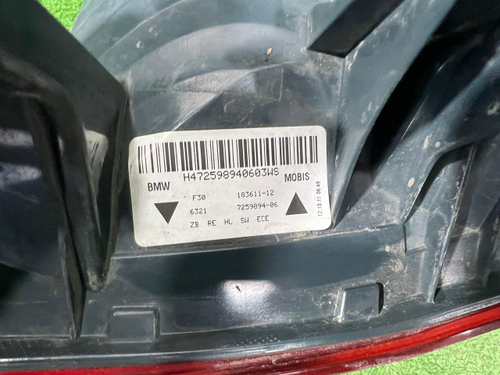 H472598940603WS
BMW MOBIS
F30 183611-12
6321 7259894-06
ZB RE HL SW ECE